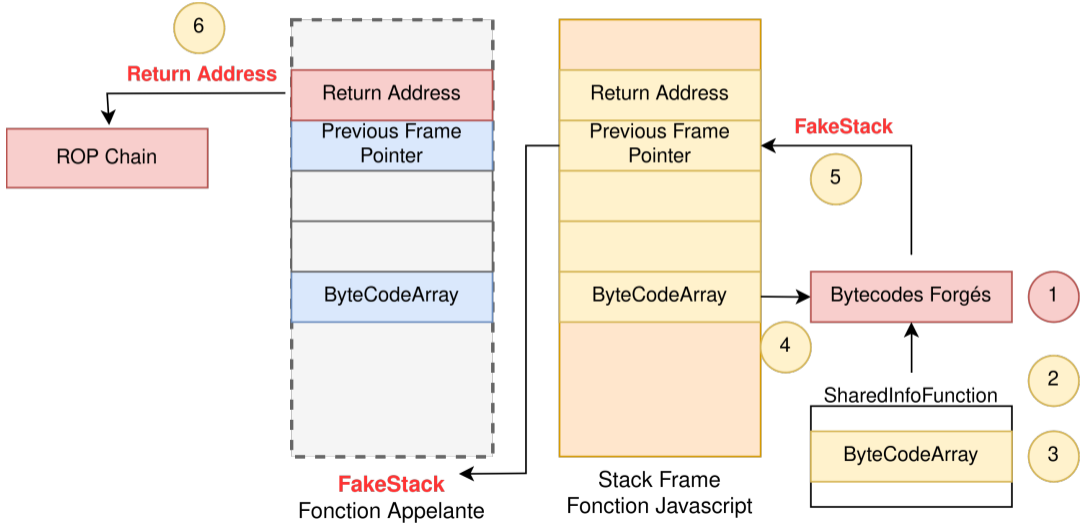 6
Return Address
ROP Chain
Return Address
Previous Frame
Pointer
ByteCodeArray
FakeStack
Fonction Appelante
Return Address
Previous Frame
Pointer
ByteCodeArray
Stack Frame
Fonction Javascript
FakeStack
5
Bytecodes Forgés
1
4
2
SharedInfoFunction
ByteCodeArray
3